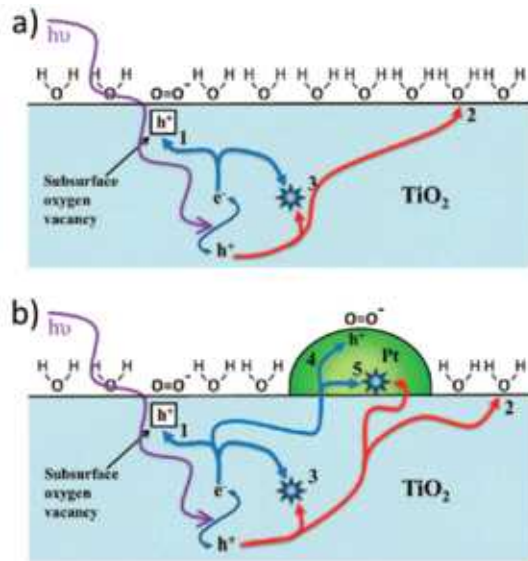 a)
hυ
H H H H H H H H H H H H H H
O O O=O⁻ O O O O O
h⁺
1
2
Subsurface
oxygen
vacancy
e⁻
3
TiO₂
h⁺
b)
O=O⁻
hυ
h⁺
4
Pt
5
H H H H H H H H
O O O=O⁻ O O
h⁺
1
2
Subsurface
oxygen
vacancy
e⁻
3
TiO₂
h⁺